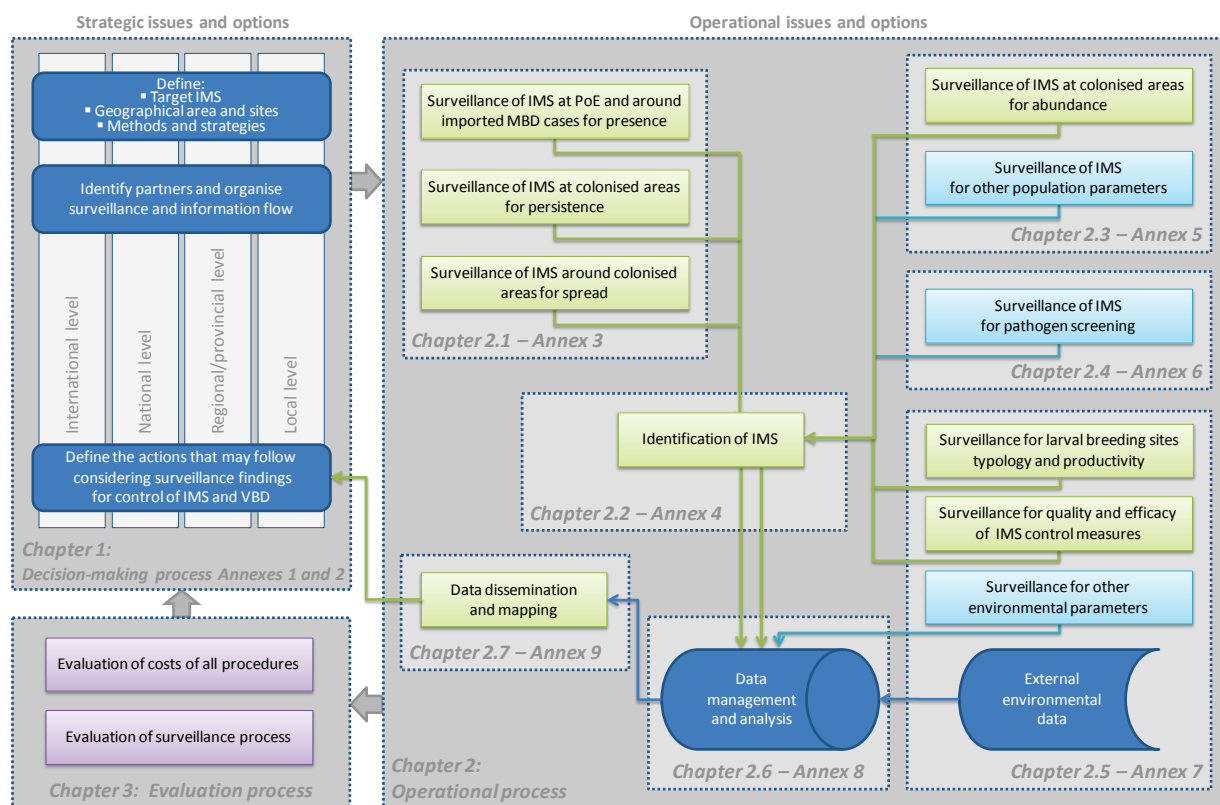 Strategic issues and options
Define:
▪ Target IMS
▪ Geographical area and sites
▪ Methods and strategies
Identify partners and organise
surveillance and information flow
International level
National level
Regional/provincial level
Local level
Define the actions that may follow
considering surveillance findings
for control of IMS and VBD
Chapter 1:
Decision-making process Annexes 1 and 2
Evaluation of costs of all procedures
Evaluation of surveillance process
Chapter 3: Evaluation process
Operational issues and options
Surveillance of IMS at PoE and around
imported MBD cases for presence
Surveillance of IMS at colonised areas
for persistence
Surveillance of IMS around colonised
areas for spread
Chapter 2.1 – Annex 3
Identification of IMS
Chapter 2.2 – Annex 4
Surveillance of IMS at colonised areas
for abundance
Surveillance of IMS
for other population parameters
Chapter 2.3 – Annex 5
Surveillance of IMS
for pathogen screening
Chapter 2.4 – Annex 6
Surveillance for larval breeding sites
typology and productivity
Surveillance for quality and efficacy
of IMS control measures
Surveillance for other
environmental parameters
External
environmental
data
Chapter 2.5 – Annex 7
Data
management
and analysis
Chapter 2.6 – Annex 8
Data dissemination
and mapping
Chapter 2.7 – Annex 9
Chapter 2:
Operational process